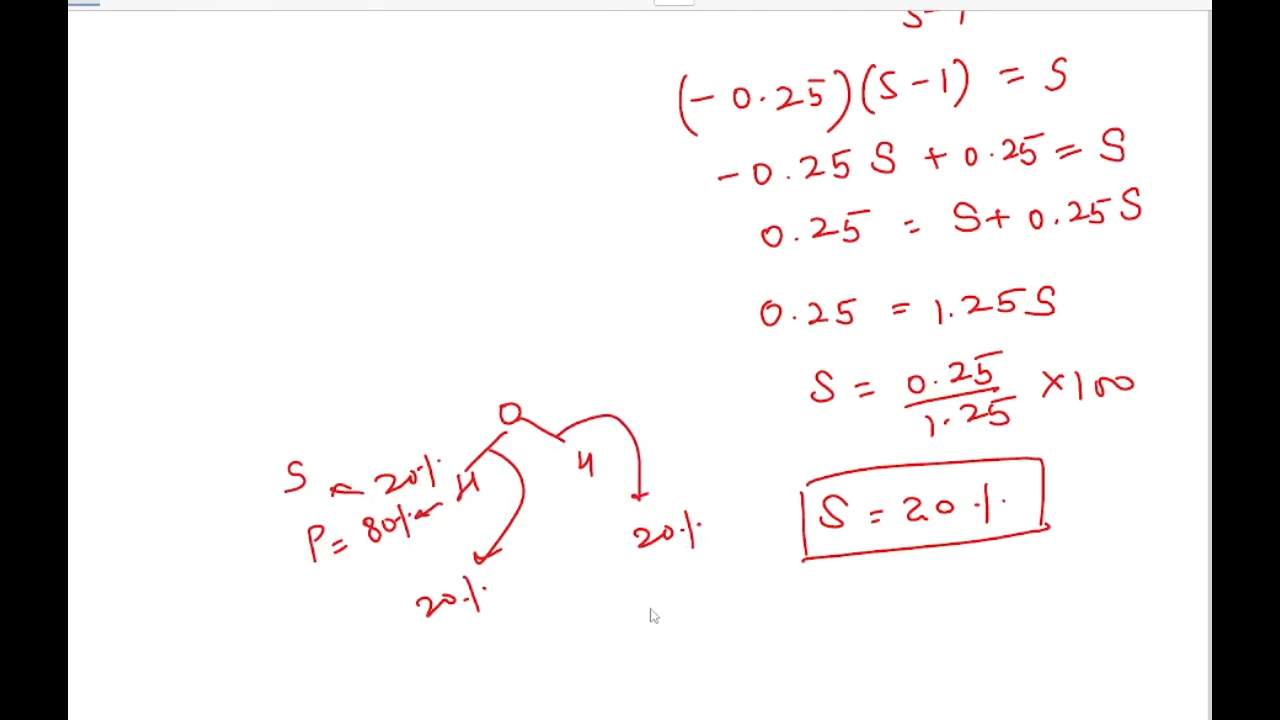 S-1
(-0.25)(S-1) = S
-0.25 S + 0.25 = S
0.25 = S + 0.25 S
0.25 = 1.25 S
S = 0.25/1.25 × 100
S = 20%
O
H H
S ← 20%
P = 80% ←
20%
20%